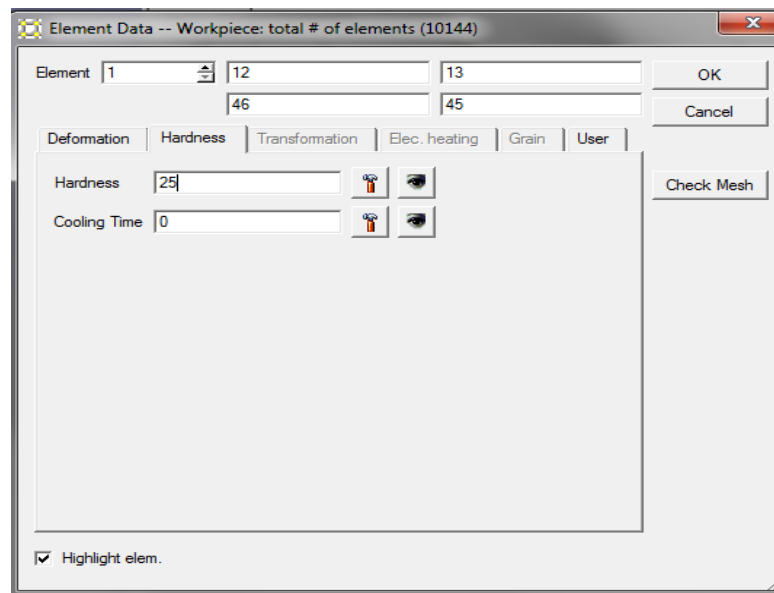 Element Data -- Workpiece: total # of elements (10144)
Element 1 12 13 OK
46 45 Cancel
Deformation Hardness Transformation Elec. heating Grain User
Hardness 25 Check Mesh
Cooling Time 0
Highlight elem.